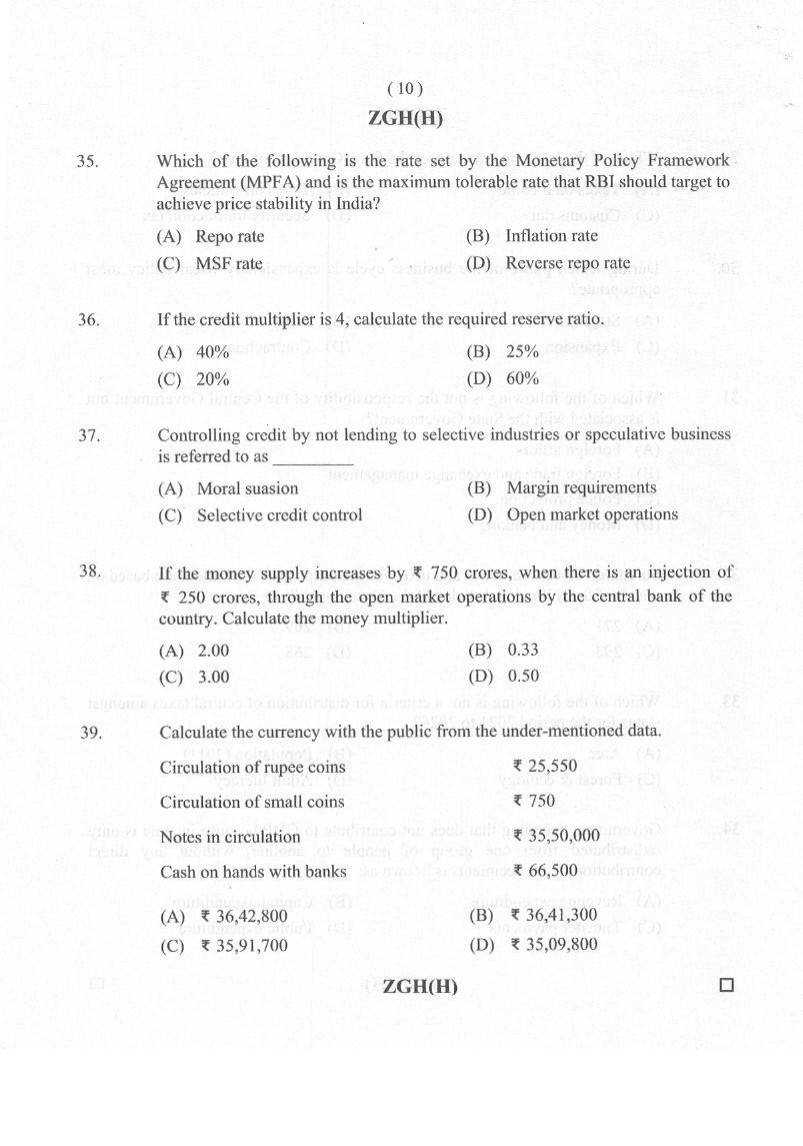 ( 10 )
ZGH(H)
35. Which of the following is the rate set by the Monetary Policy Framework
Agreement (MPFA) and is the maximum tolerable rate that RBI should target to
achieve price stability in India?
(A) Repo rate (B) Inflation rate
(C) MSF rate (D) Reverse repo rate
36. If the credit multiplier is 4, calculate the required reserve ratio.
(A) 40% (B) 25%
(C) 20% (D) 60%
37. Controlling credit by not lending to selective industries or speculative business
is referred to as __________
(A) Moral suasion (B) Margin requirements
(C) Selective credit control (D) Open market operations
38. If the money supply increases by ₹ 750 crores, when there is an injection of
₹ 250 crores, through the open market operations by the central bank of the
country. Calculate the money multiplier.
(A) 2.00 (B) 0.33
(C) 3.00 (D) 0.50
39. Calculate the currency with the public from the under-mentioned data.
Circulation of rupee coins ₹ 25,550
Circulation of small coins ₹ 750
Notes in circulation ₹ 35,50,000
Cash on hands with banks ₹ 66,500
(A) ₹ 36,42,800 (B) ₹ 36,41,300
(C) ₹ 35,91,700 (D) ₹ 35,09,800
ZGH(H)